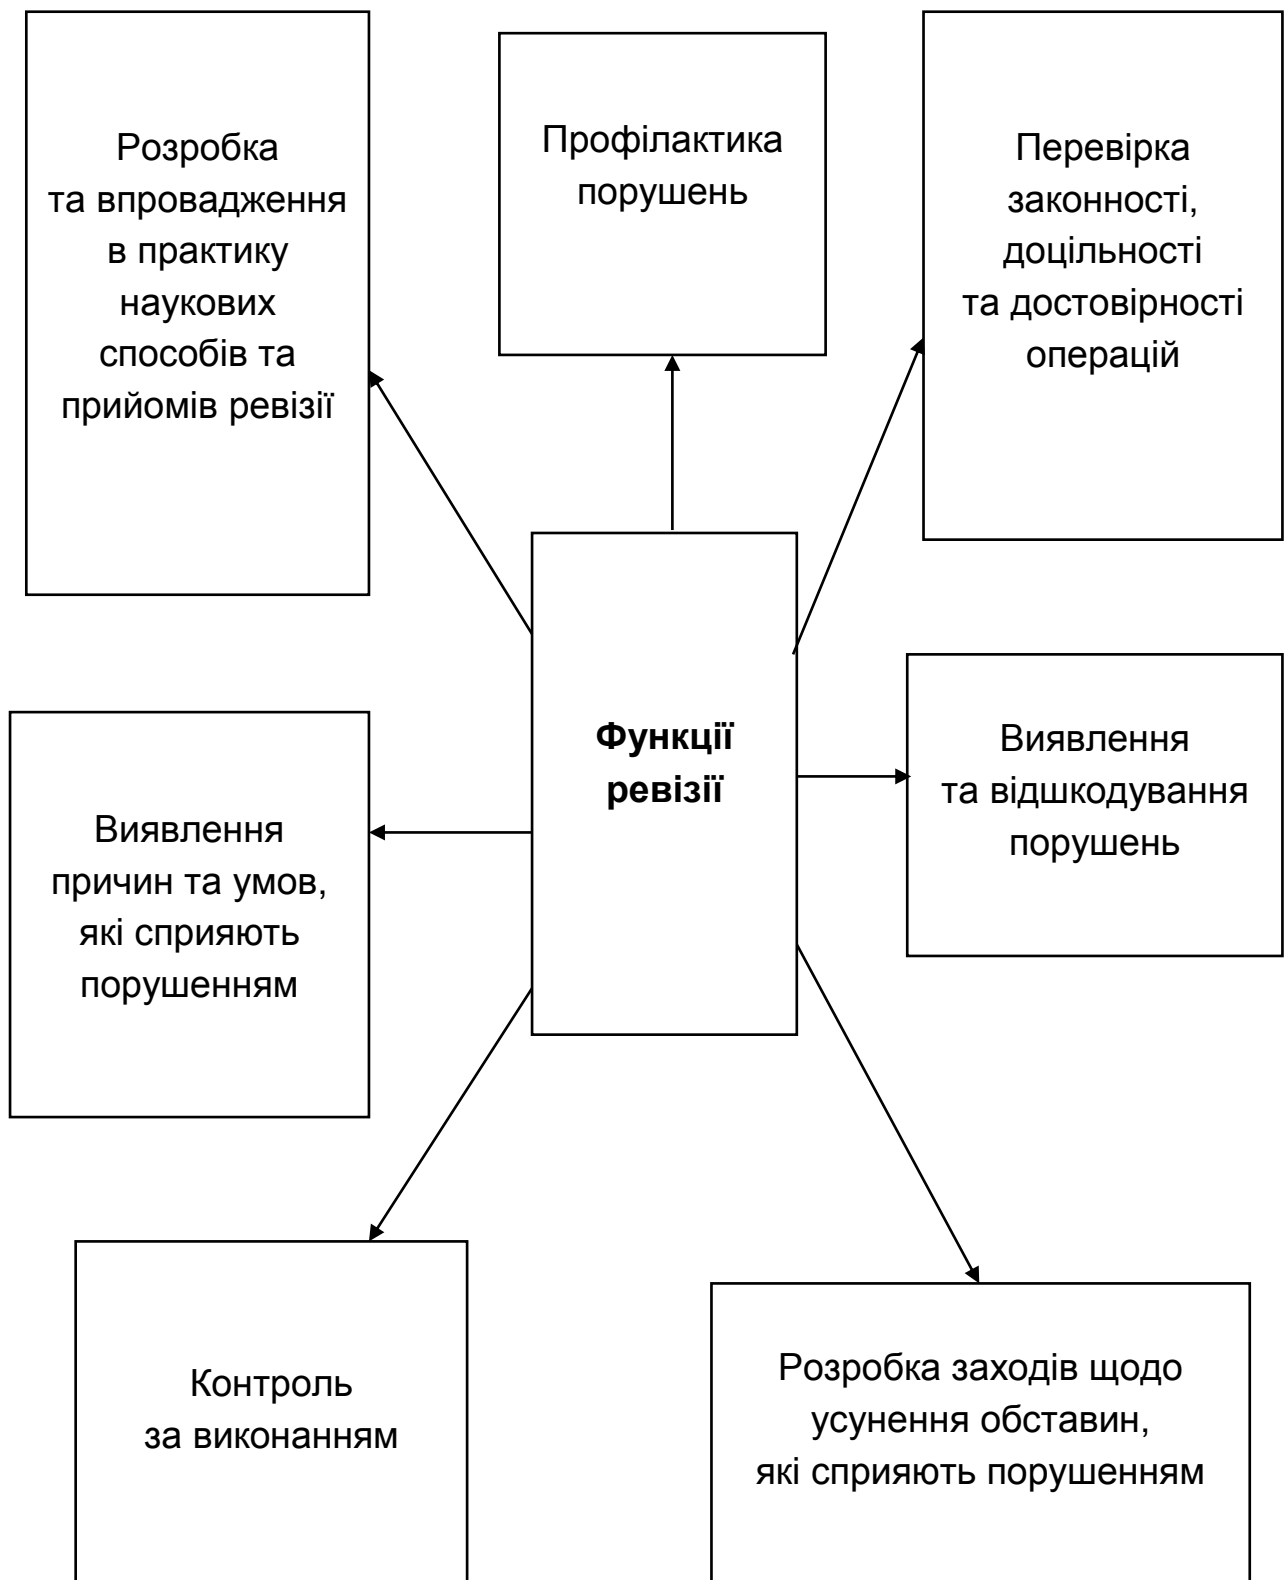 Розробка
та впровадження
в практику
наукових
способів та
прийомів ревізії
Профілактика
порушень
Перевірка
законності,
доцільності
та достовірності
операцій
Функції
ревізії
Виявлення
та відшкодування
порушень
Виявлення
причин та умов,
які сприяють
порушенням
Контроль
за виконанням
Розробка заходів щодо
усунення обставин,
які сприяють порушенням